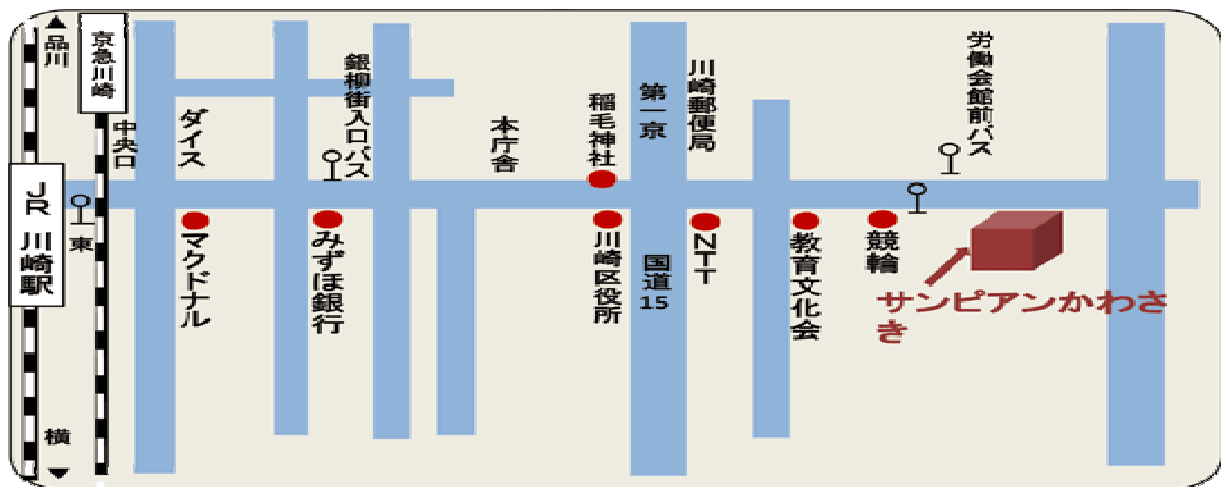 品川
京急川崎
中央口
ダイス
銀柳街入口バス
本庁舎
稲毛神社
第一京
川崎郵便局
労働会館前バス
JR 川崎駅
東
マクドナル
みずほ銀行
川崎区役所
国道
15
NTT
教育文化会
競輪
サンピアンかわさ
き
横